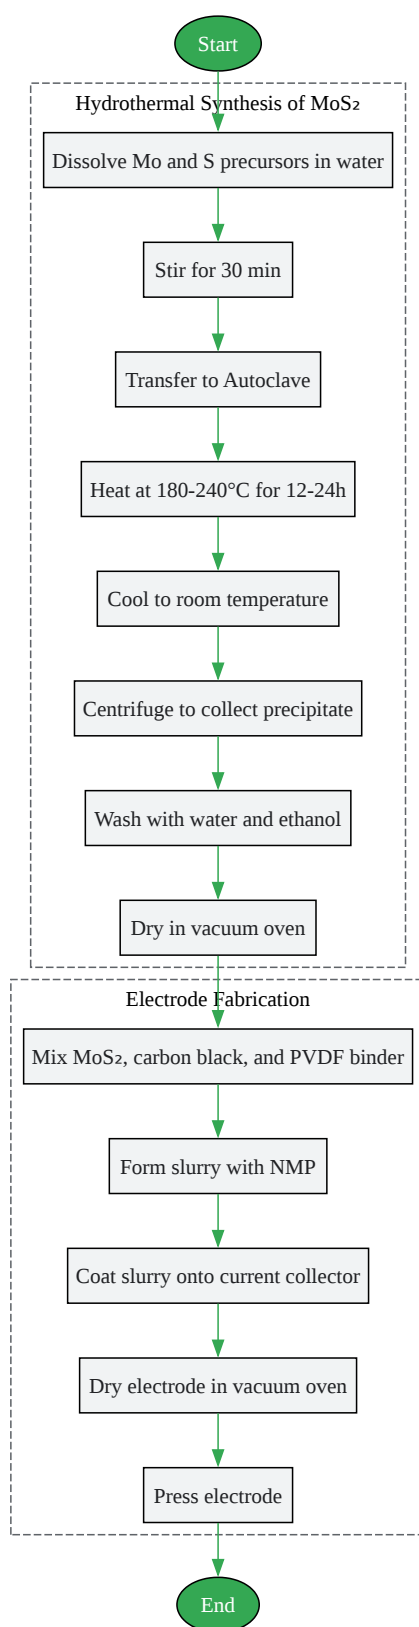 Start
Hydrothermal Synthesis of MoS₂
Dissolve Mo and S precursors in water
Stir for 30 min
Transfer to Autoclave
Heat at 180-240°C for 12-24h
Cool to room temperature
Centrifuge to collect precipitate
Wash with water and ethanol
Dry in vacuum oven
Electrode Fabrication
Mix MoS₂, carbon black, and PVDF binder
Form slurry with NMP
Coat slurry onto current collector
Dry electrode in vacuum oven
Press electrode
End